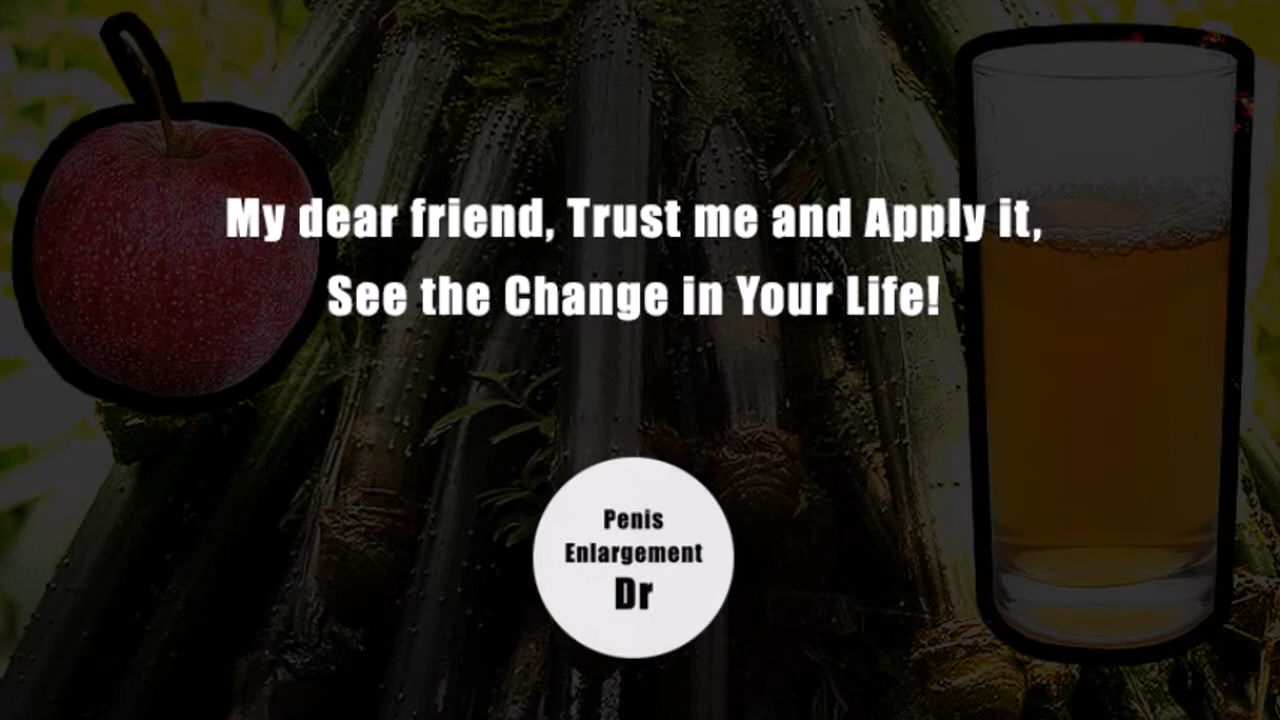 My dear friend, Trust me and Apply it,
See the Change in Your Life!
Penis
Enlargement
Dr